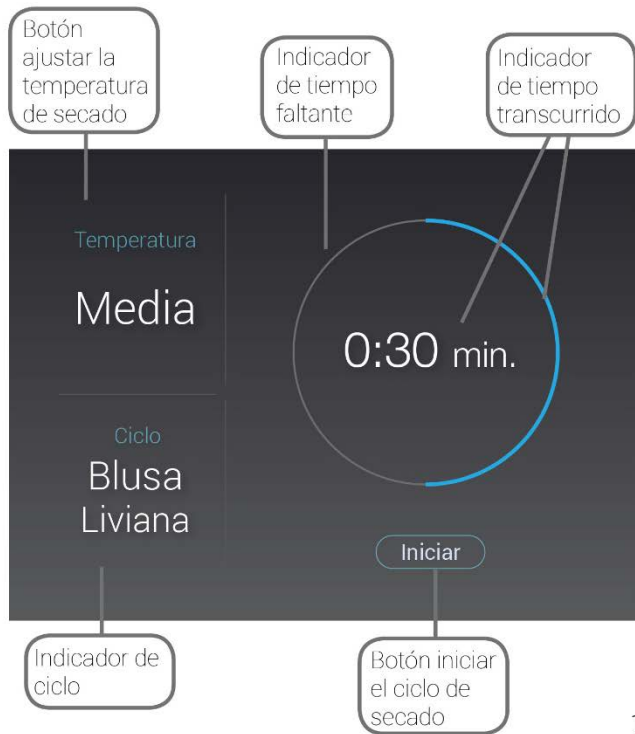 Botón
ajustar la
temperatura
de secado
Indicador
de tiempo
faltante
Indicador
de tiempo
transcurrido
Temperatura
Media
0:30 min.
Ciclo
Blusa
Liviana
Iniciar
Indicador de
ciclo
Botón iniciar
el ciclo de
secado